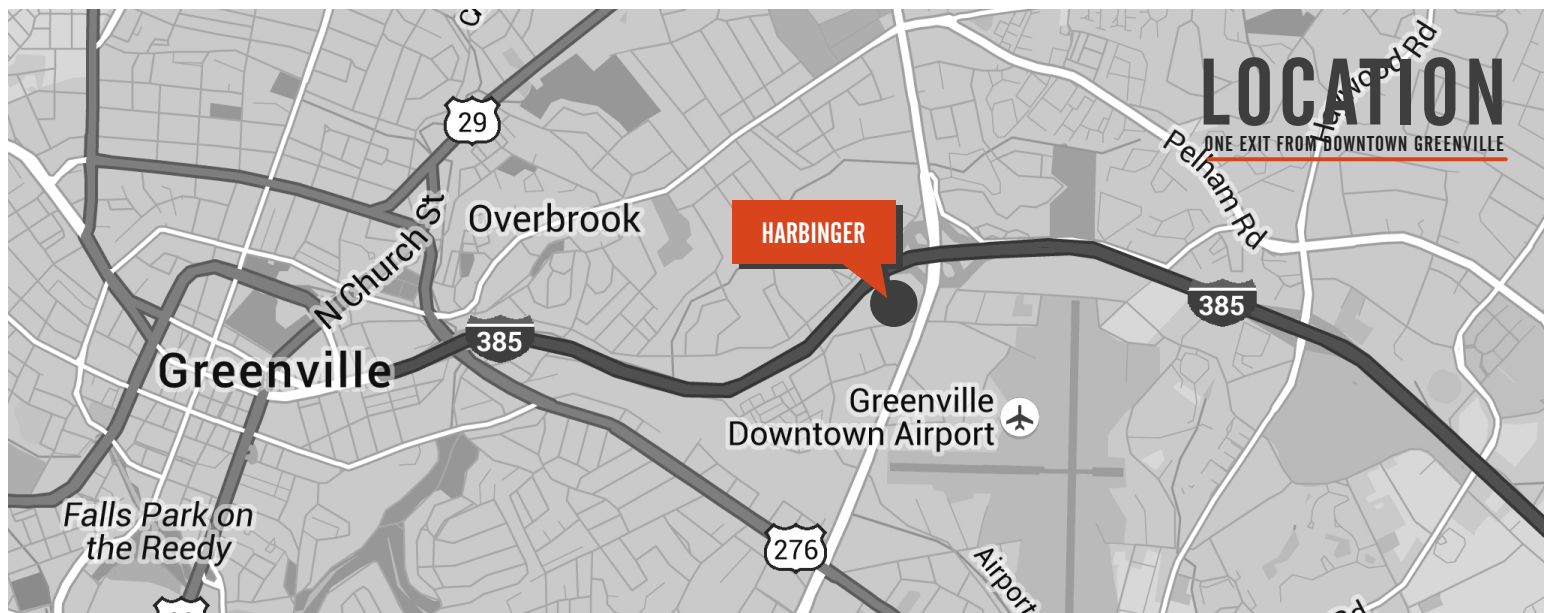 LOCATION
ONE EXIT FROM DOWNTOWN GREENVILLE
29
Pelham Rd
Overbrook
HARBINGER
N Church St
385
385
Greenville
Greenville
Downtown Airport
Falls Park on
the Reedy
276
Airport
Rd